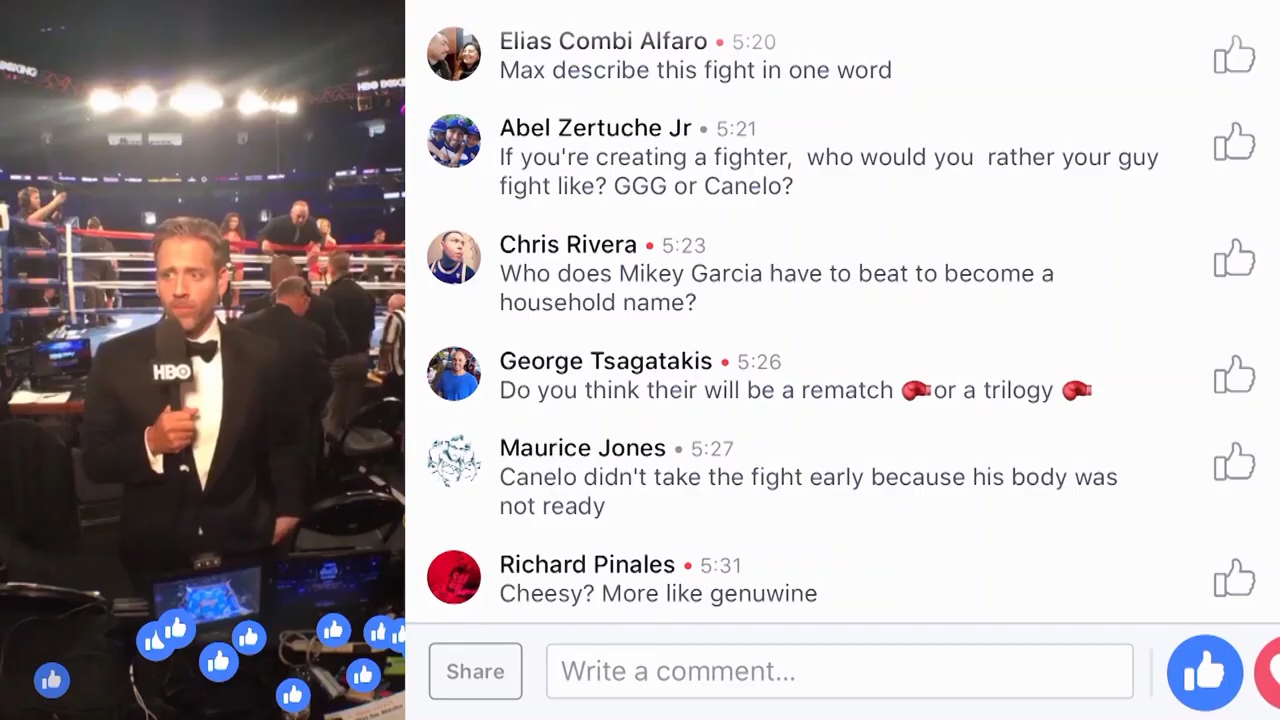 HBO BOXING
HBO
Elias Combi Alfaro • 5:20
Max describe this fight in one word
Abel Zertuche Jr • 5:21
If you're creating a fighter, who would you rather your guy
fight like? GGG or Canelo?
Chris Rivera • 5:23
Who does Mikey Garcia have to beat to become a
household name?
George Tsagatakis • 5:26
Do you think their will be a rematch 🥊or a trilogy 🥊
Maurice Jones • 5:27
Canelo didn't take the fight early because his body was
not ready
Richard Pinales • 5:31
Cheesy? More like genuwine
Share
Write a comment...